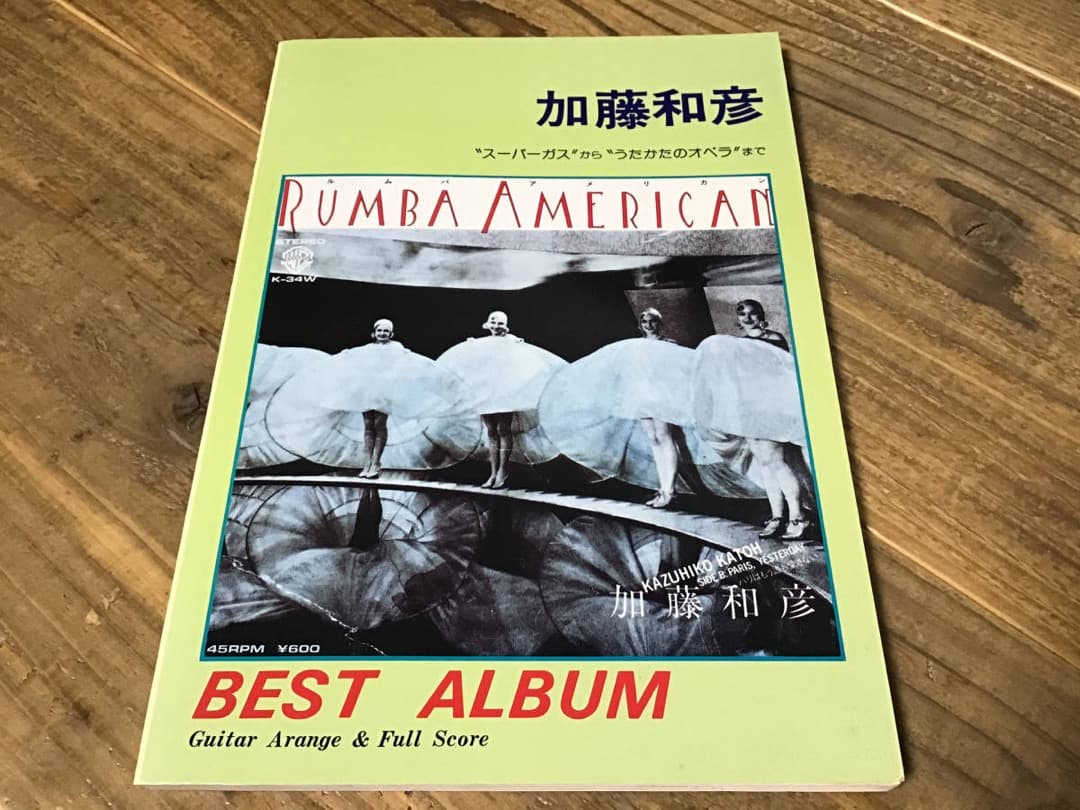 加藤和彦
"スーパーガス"から"うたかたのオペラ"まで
ルムバ アメリカン
RUMBA AMERICAN
STEREO
K-34W
KAZUHIKO KATOH
SIDE B: PARIS, YESTERDAY
加藤和彦
45RPM ¥600
BEST ALBUM
Guitar Arange & Full Score